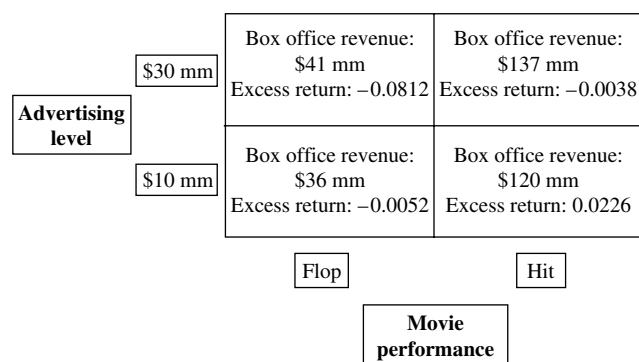 Box office revenue:
$41 mm
Excess return: −0.0812
Box office revenue:
$137 mm
Excess return: −0.0038
$30 mm
Advertising
level
$10 mm
Box office revenue:
$36 mm
Excess return: −0.0052
Box office revenue:
$120 mm
Excess return: 0.0226
Flop
Hit
Movie
performance